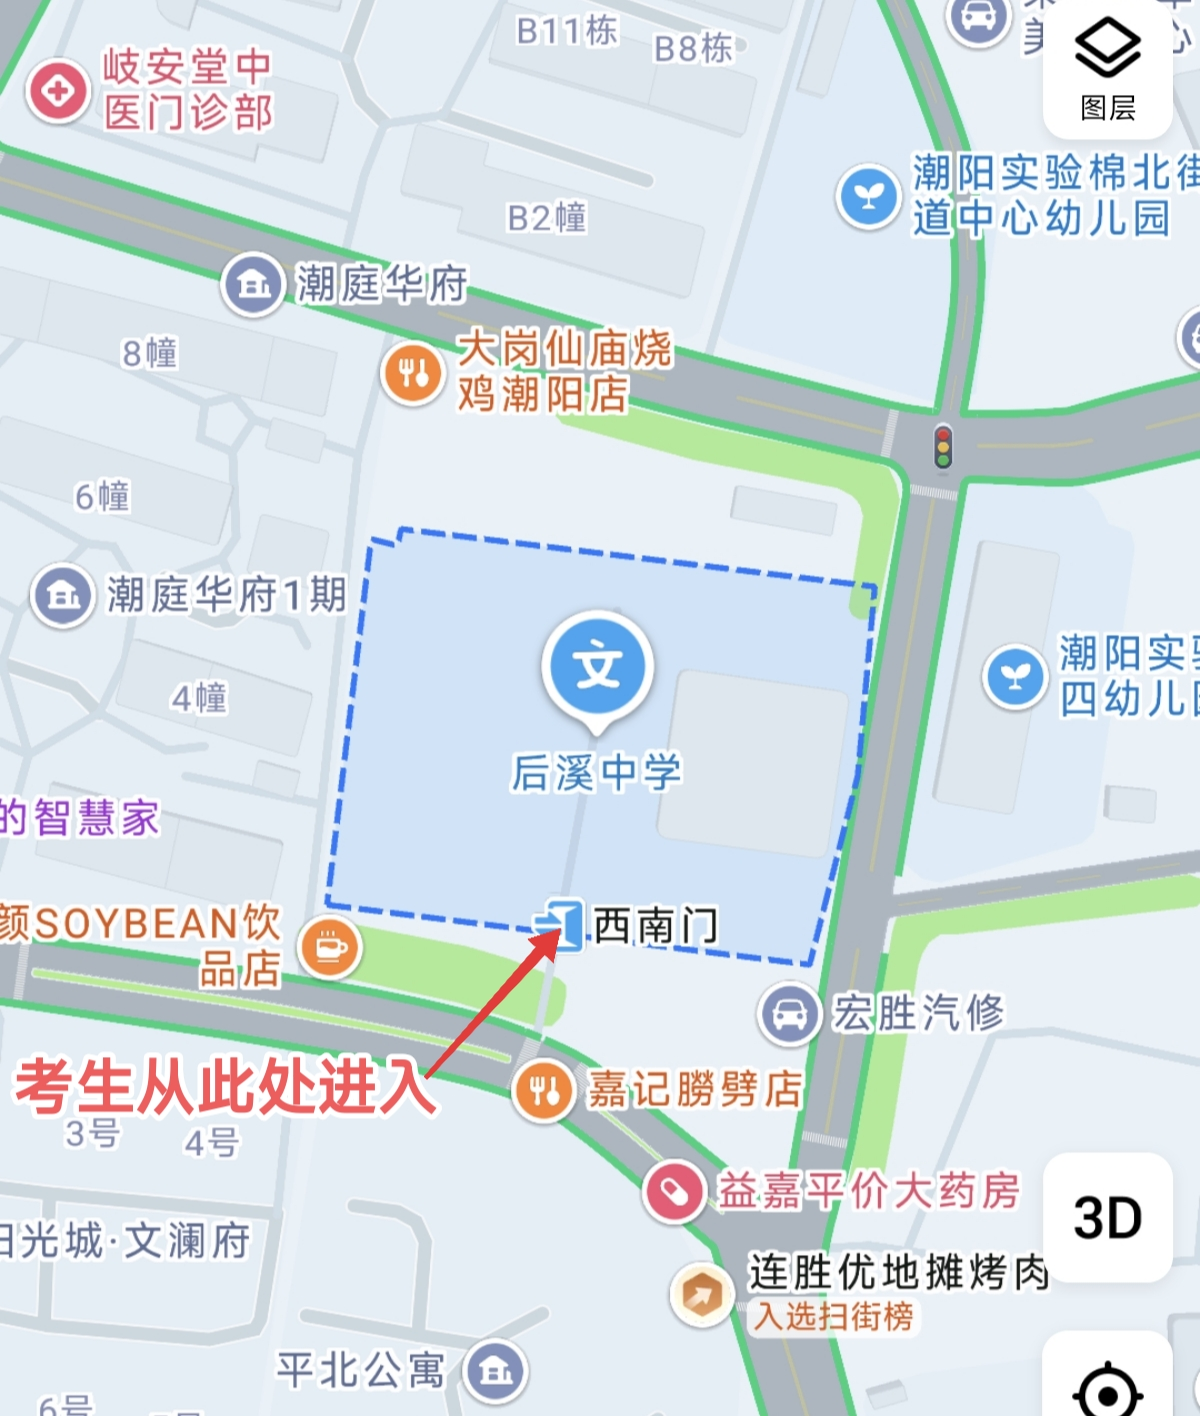 B11栋
B8栋
图层
岐安堂中
医门诊部
潮阳实验棉北街
道中心幼儿园
B2幢
潮庭华府
8幢
大岗仙庙烧
鸡潮阳店
6幢
潮庭华府1期
4幢
潮阳实验
四幼儿园
后溪中学
的智慧家
颜SOYBEAN饮
品店
西南门
宏胜汽修
考生从此处进入
嘉记朥劈店
3号
4号
益嘉平价大药房
3D
阳光城·文澜府
连胜优地摊烤肉
入选扫街榜
平北公寓
6号